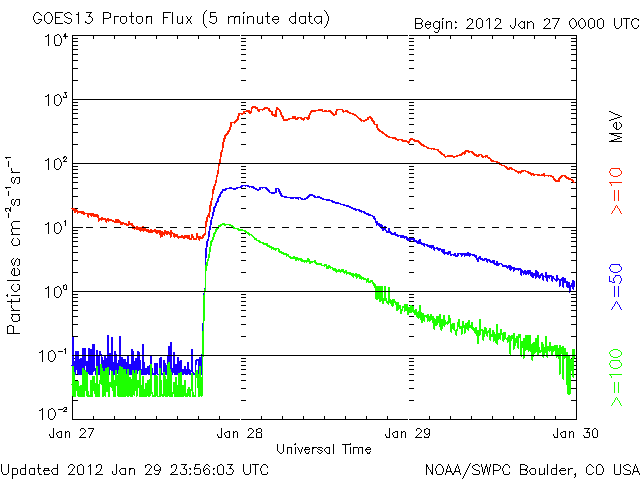 GOES13 Proton Flux (5 minute data)
Begin: 2012 Jan 27 0000 UTC
Particles cm⁻²s⁻¹sr⁻¹
10⁴
10³
10²
10¹
10⁰
10⁻¹
10⁻²
Jan 27
Jan 28
Jan 29
Jan 30
Universal Time
MeV
>=10
>=50
>=100
Updated 2012 Jan 29 23:56:03 UTC
NOAA/SWPC Boulder, CO USA